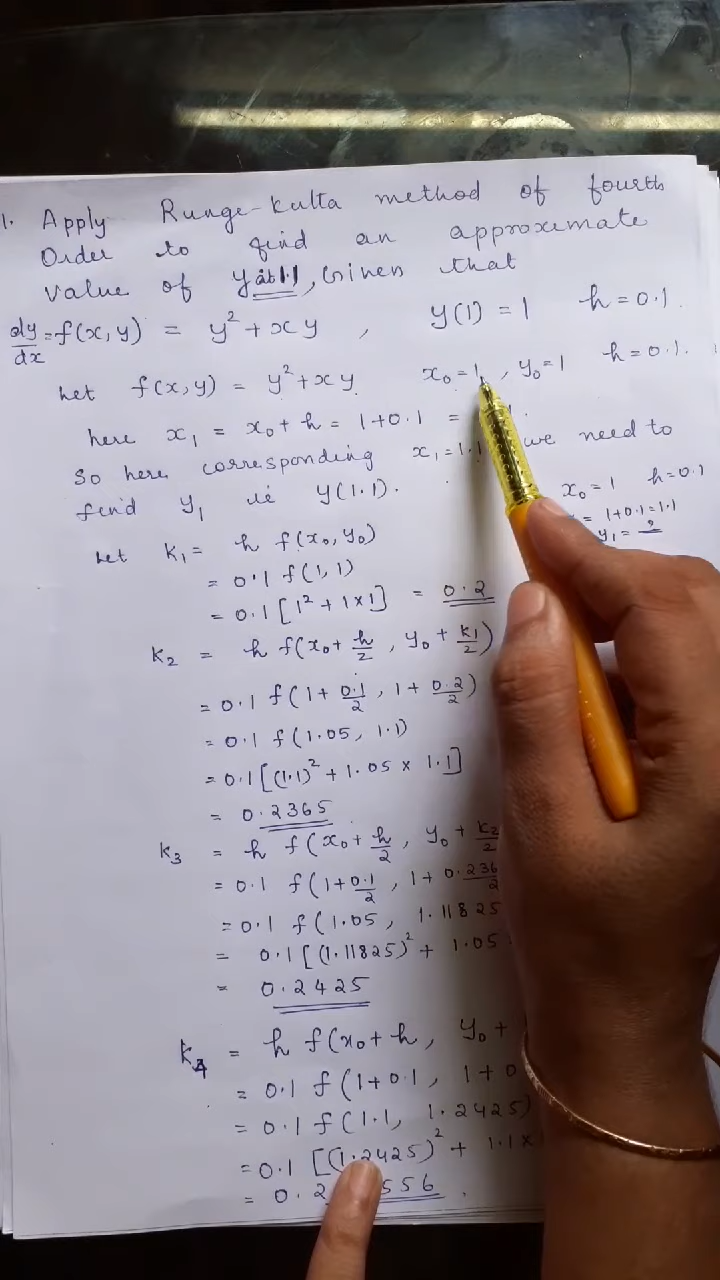 1. Apply Runge-Kulta method of fourth
Order to find an approximate
value of y at 1.1, Given that
dy/dx = f(x, y) = y² + xy , y(1) = 1 h = 0.1.
Let f(x, y) = y² + xy x₀ = 1, y₀ = 1 h = 0.1.
here x₁ = x₀ + h = 1 + 0.1 =
So here corresponding x₁ = 1.1 we need to
find y₁ ie y(1.1).
x₀ = 1 h = 0.1
= 1 + 0.1 = 1.1
y₁ = ?
Let K₁ = h f(x₀, y₀)
= 0.1 f(1, 1)
= 0.1 [1² + 1 × 1] = 0.2
K₂ = h f(x₀ + h/2, y₀ + K₁/2)
= 0.1 f(1 + 0.1/2, 1 + 0.2/2)
= 0.1 f(1.05, 1.1)
= 0.1 [(1.1)² + 1.05 × 1.1]
= 0.2365
K₃ = h f(x₀ + h/2, y₀ + K₂/2
= 0.1 f(1 + 0.1/2, 1 + 0.236/2
= 0.1 f(1.05, 1.11825
= 0.1 [(1.11825)² + 1.05
= 0.2425
K₄ = h f(x₀ + h, y₀ +
= 0.1 f(1 + 0.1, 1 + 0
= 0.1 f(1.1, 1.2425)
= 0.1 [(1.2425)² + 1.1 ×
= 0.2 556.